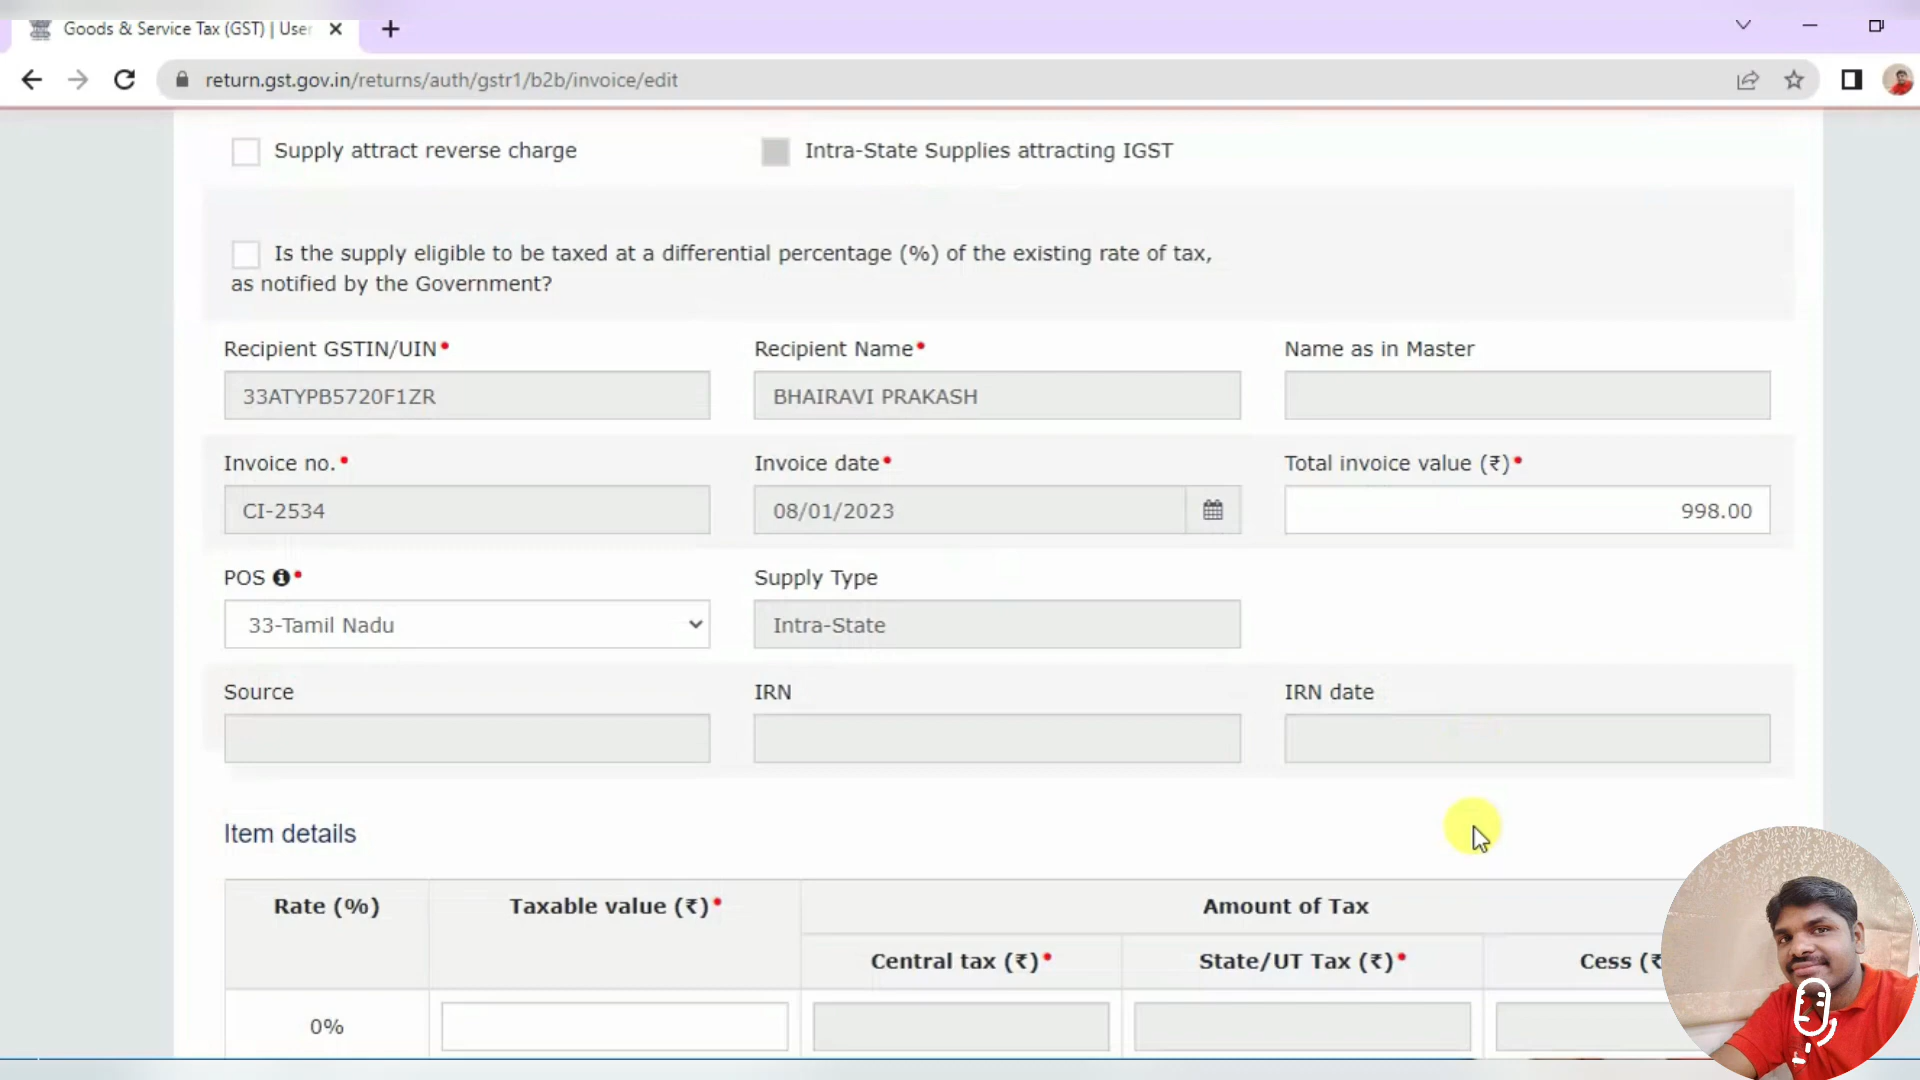 Goods & Service Tax (GST) | User
return.gst.gov.in/returns/auth/gstr1/b2b/invoice/edit
Supply attract reverse charge
Intra-State Supplies attracting IGST
Is the supply eligible to be taxed at a differential percentage (%) of the existing rate of tax,
as notified by the Government?
Recipient GSTIN/UIN•
Recipient Name•
Name as in Master
33ATYPB5720F1ZR
BHAIRAVI PRAKASH
Invoice no.•
Invoice date•
Total invoice value (₹)•
CI-2534
08/01/2023
998.00
POS •
Supply Type
33-Tamil Nadu
Intra-State
Source
IRN
IRN date
Item details
Rate (%)
Taxable value (₹)•
Amount of Tax
Central tax (₹)•
State/UT Tax (₹)•
Cess (₹
0%